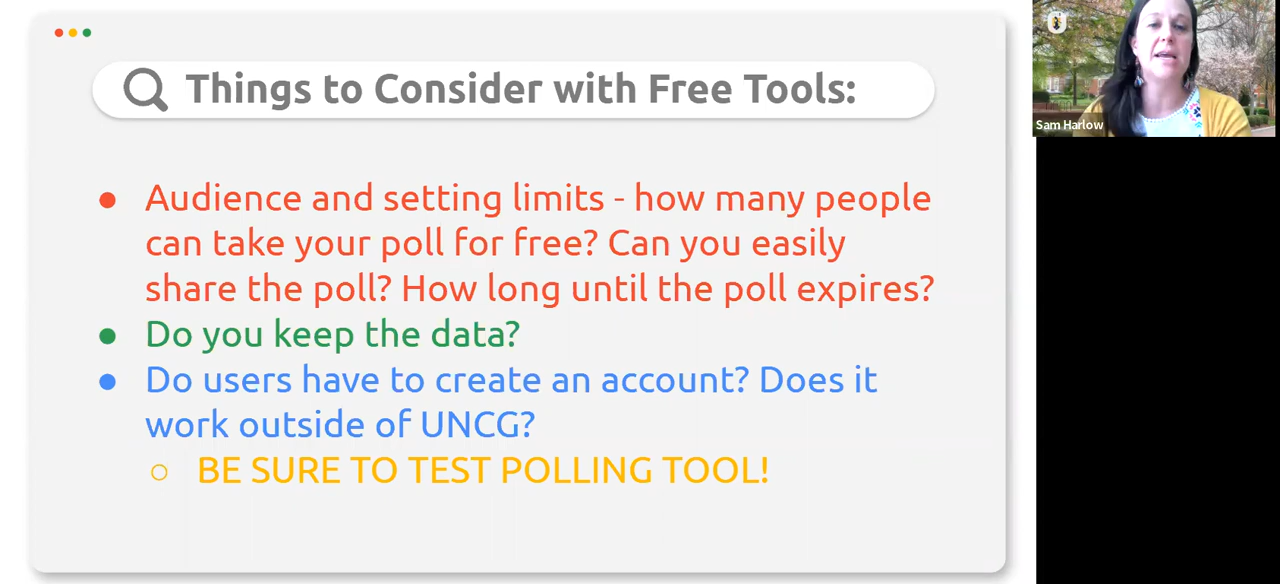 Things to Consider with Free Tools:
Sam Harlow
● Audience and setting limits - how many people
can take your poll for free? Can you easily
share the poll? How long until the poll expires?
● Do you keep the data?
● Do users have to create an account? Does it
work outside of UNCG?
○ BE SURE TO TEST POLLING TOOL!